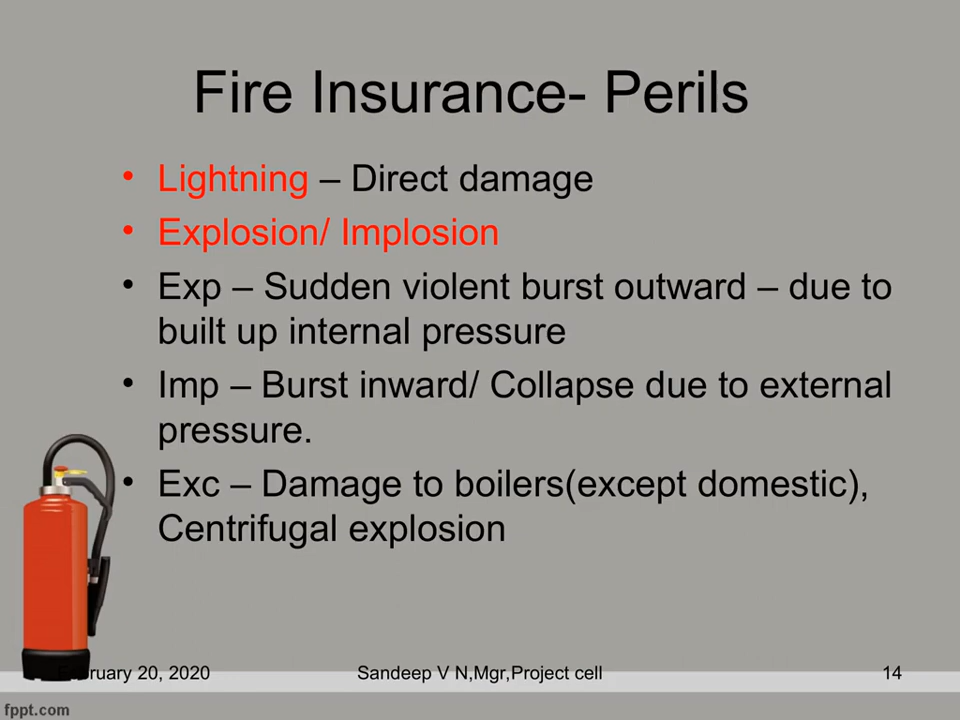 Fire Insurance- Perils
• Lightning – Direct damage
• Explosion/ Implosion
• Exp – Sudden violent burst outward – due to
built up internal pressure
• Imp – Burst inward/ Collapse due to external
pressure.
• Exc – Damage to boilers(except domestic),
Centrifugal explosion
February 20, 2020 Sandeep V N,Mgr,Project cell 14
fppt.com